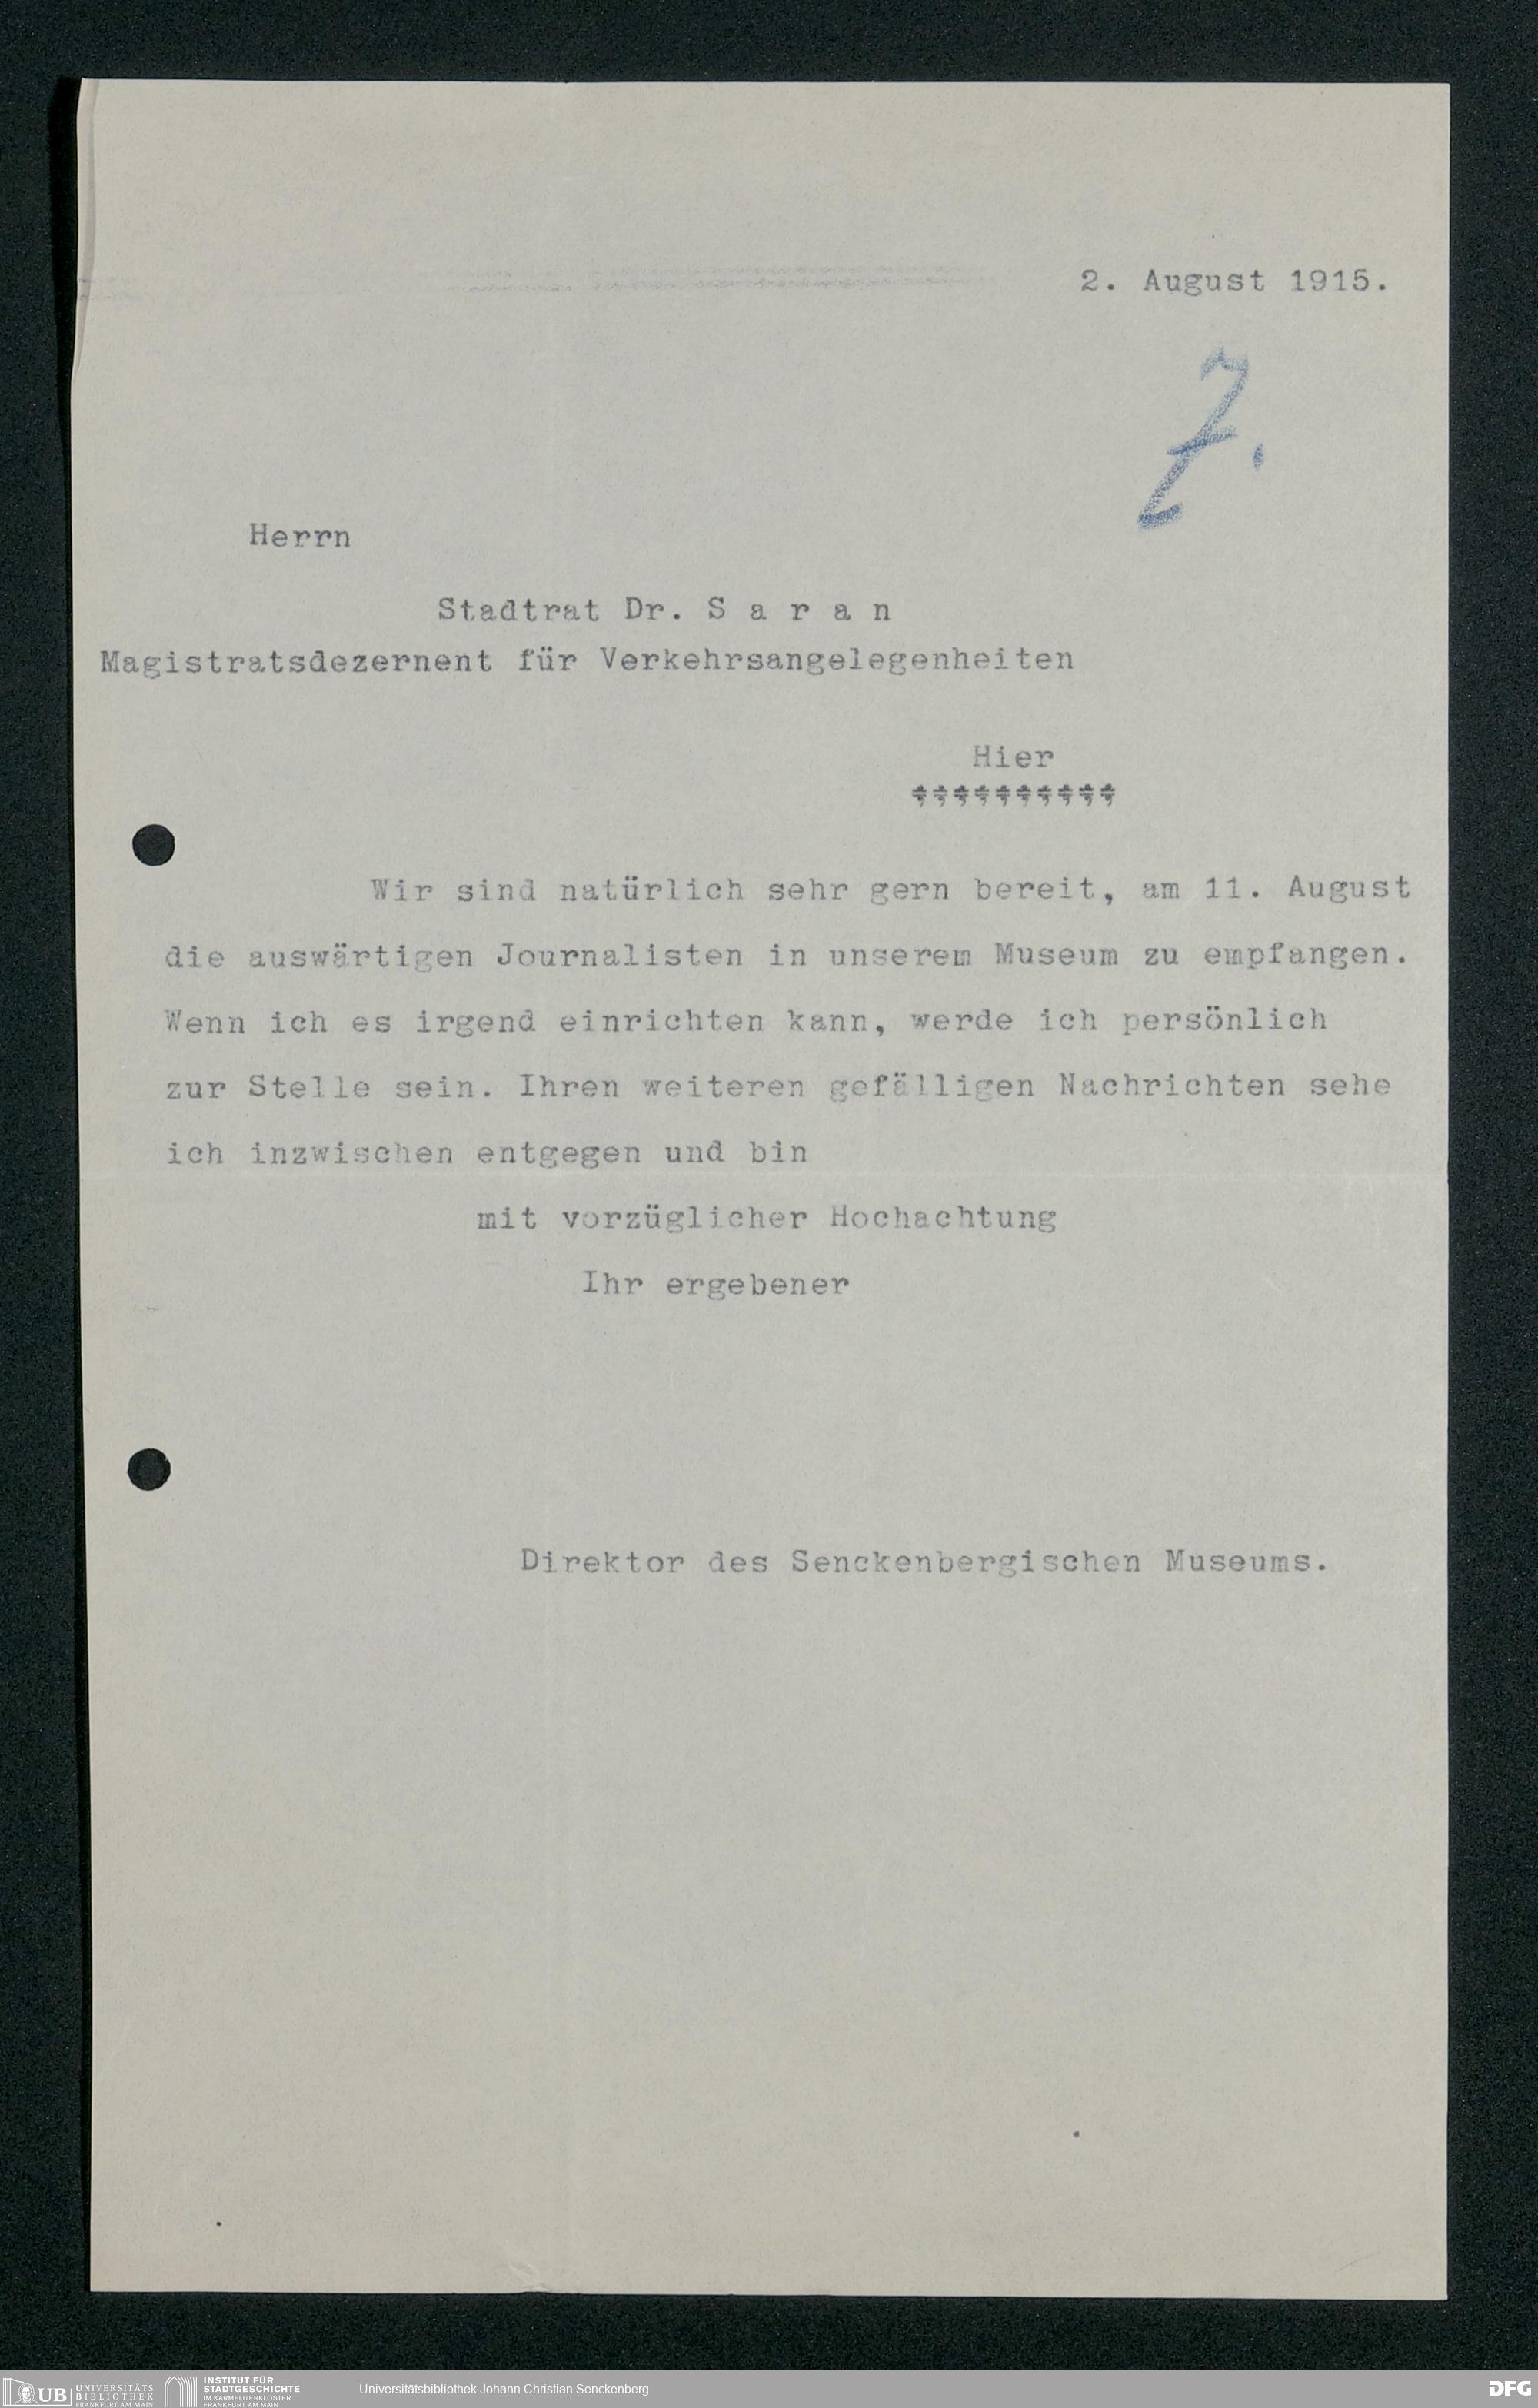 2. August 1915.
7.
Herrn
Stadtrat Dr. S a r a n
Magistratsdezernent für Verkehrsangelegenheiten
Hier
Wir sind natürlich sehr gern bereit, am 11. August
die auswärtigen Journalisten in unserem Museum zu empfangen.
Wenn ich es irgend einrichten kann, werde ich persönlich
zur Stelle sein. Ihren weiteren gefälligen Nachrichten sehe
ich inzwischen entgegen und bin
mit vorzüglicher Hochachtung
Ihr ergebener
Direktor des Senckenbergischen Museums.
UB UNIVERSITÄTS
BIBLIOTHEK
FRANKFURT AM MAIN
INSTITUT FÜR
STADTGESCHICHTE
IM KARMELITERKLOSTER
FRANKFURT AM MAIN
Universitätsbibliothek Johann Christian Senckenberg
DFG